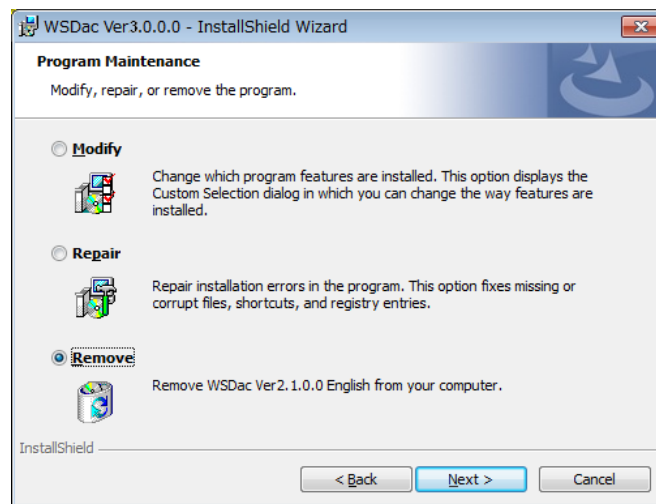 WSDac Ver3.0.0.0 - InstallShield Wizard
Program Maintenance
Modify, repair, or remove the program.
Modify
Change which program features are installed. This option displays the
Custom Selection dialog in which you can change the way features are
installed.
Repair
Repair installation errors in the program. This option fixes missing or
corrupt files, shortcuts, and registry entries.
Remove
Remove WSDac Ver2.1.0.0 English from your computer.
InstallShield
< Back
Next >
Cancel